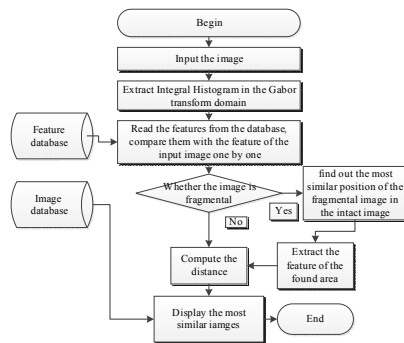 Begin
Input the image
Extract Integral Histogram in the Gabor
transform domain
Feature
database
Read the features from the database,
compare them with the feature of the
input image one by one
Whether the image is
fragmental
Yes
find out the most
similar position of the
fragmental image in
the intact image
Image
database
No
Compute the
distance
Extract the
feature of the
found area
Display the most
similar iamges
End